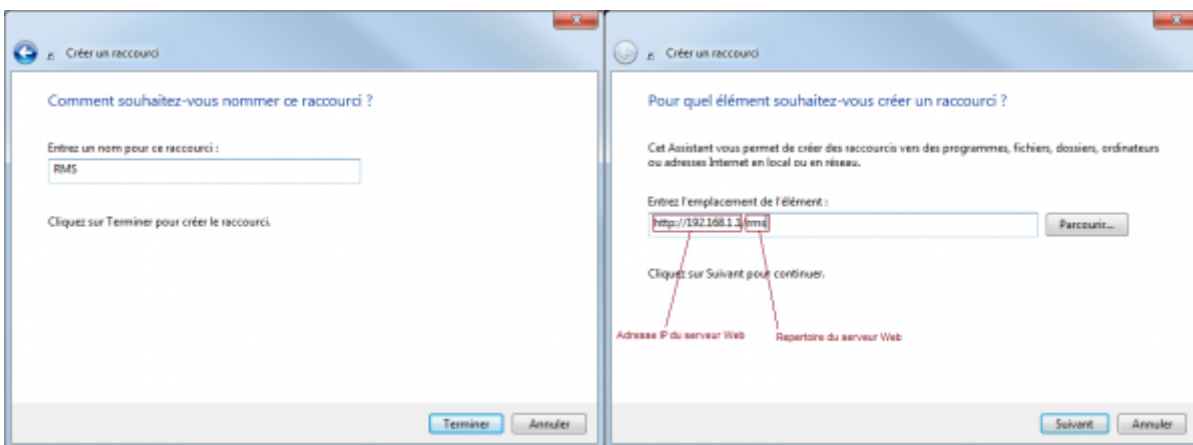 Créer un raccourci
Comment souhaitez-vous nommer ce raccourci ?
Entrez un nom pour ce raccourci :
RMS
Cliquez sur Terminer pour créer le raccourci.
Terminer
Annuler
Créer un raccourci
Pour quel élément souhaitez-vous créer un raccourci ?
Cet Assistant vous permet de créer des raccourcis vers des programmes, fichiers, dossiers, ordinateurs
ou adresses Internet en local ou en réseau.
Entrez l'emplacement de l'élément :
http://192.168.1.1/rms
Parcourir...
Cliquez sur Suivant pour continuer.
Adresse IP du serveur Web
Repertoire du serveur Web
Suivant
Annuler